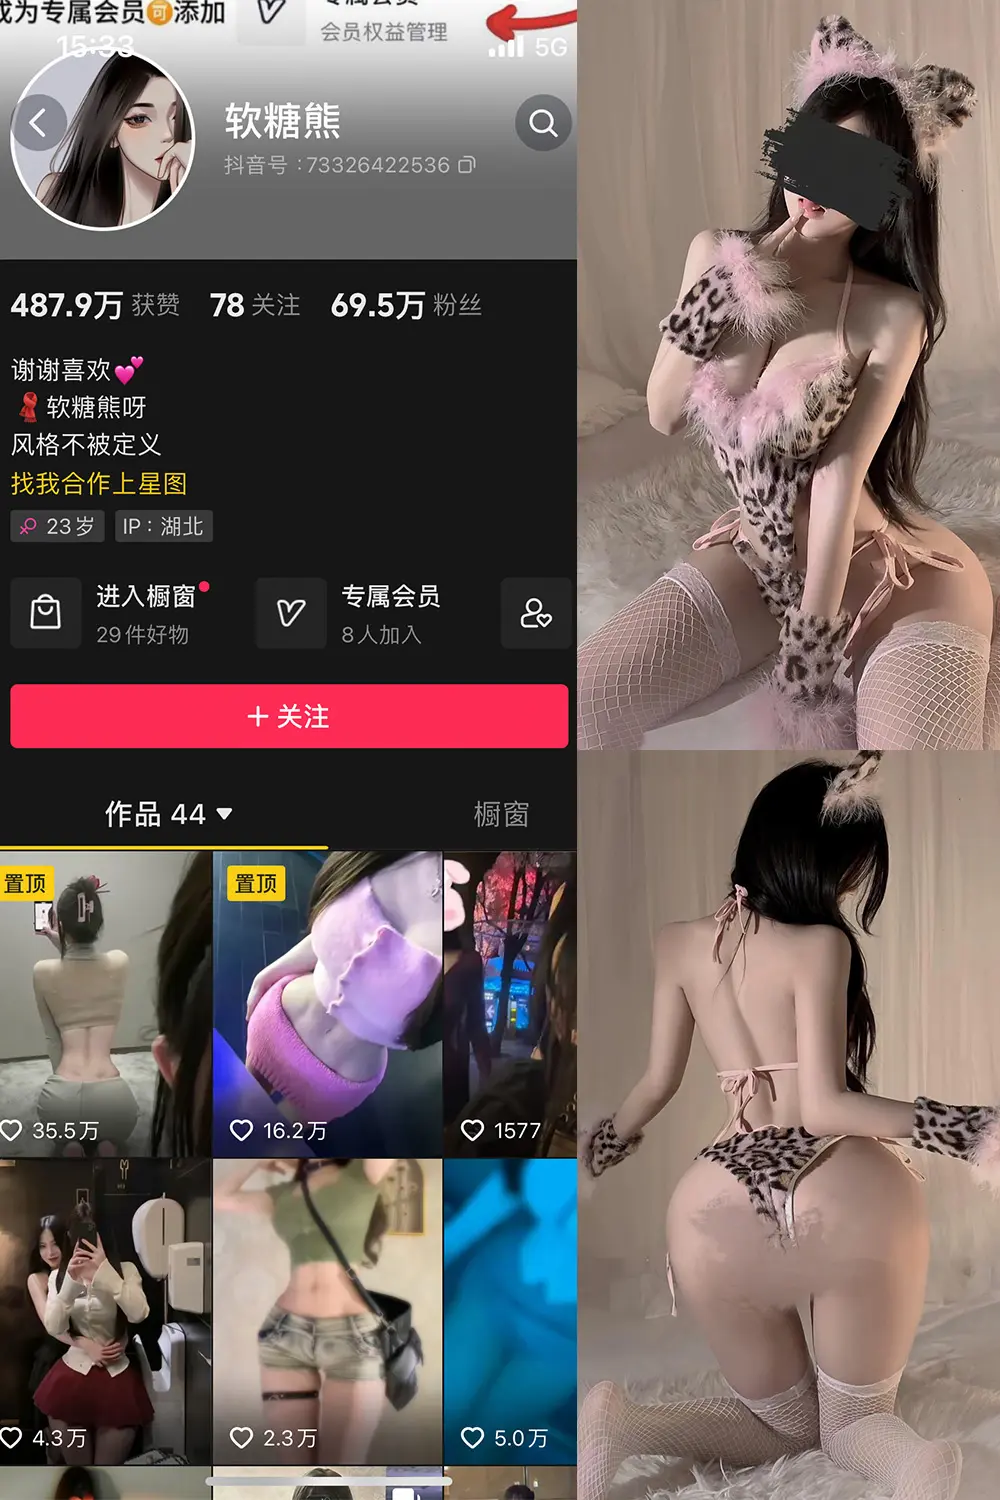 成为专属会员可添加
专属会员
会员权益管理
15:33
5G
软糖熊
抖音号：73326422536
487.9万 获赞 78 关注 69.5万 粉丝
谢谢喜欢💕
🧣软糖熊呀
风格不被定义
找我合作上星图
23岁 IP：湖北
进入橱窗 专属会员
29件好物 8人加入
+ 关注
作品 44 橱窗
置顶 置顶
35.5万 16.2万 1577
4.3万 2.3万 5.0万